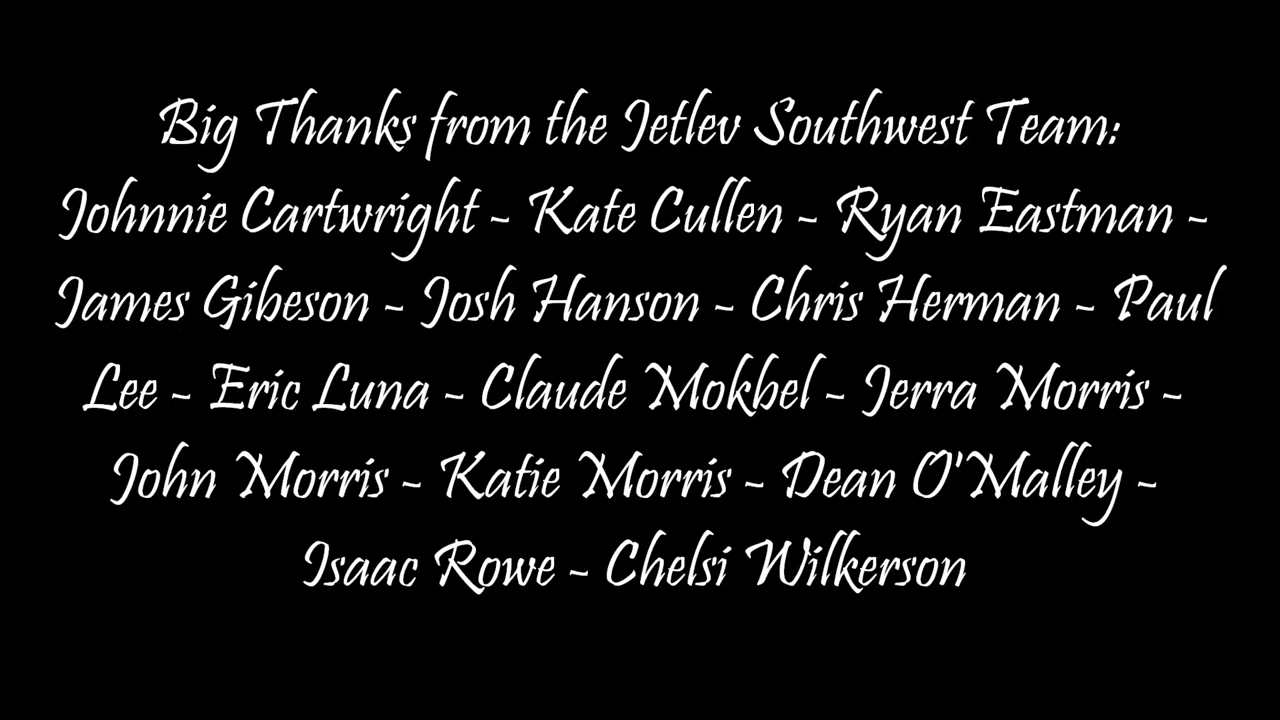 Big Thanks from the Jetlev Southwest Team:
Johnnie Cartwright - Kate Cullen - Ryan Eastman -
James Gibeson - Josh Hanson - Chris Herman - Paul
Lee - Eric Luna - Claude Mokbel - Jerra Morris -
John Morris - Katie Morris - Dean O'Malley -
Isaac Rowe - Chelsi Wilkerson